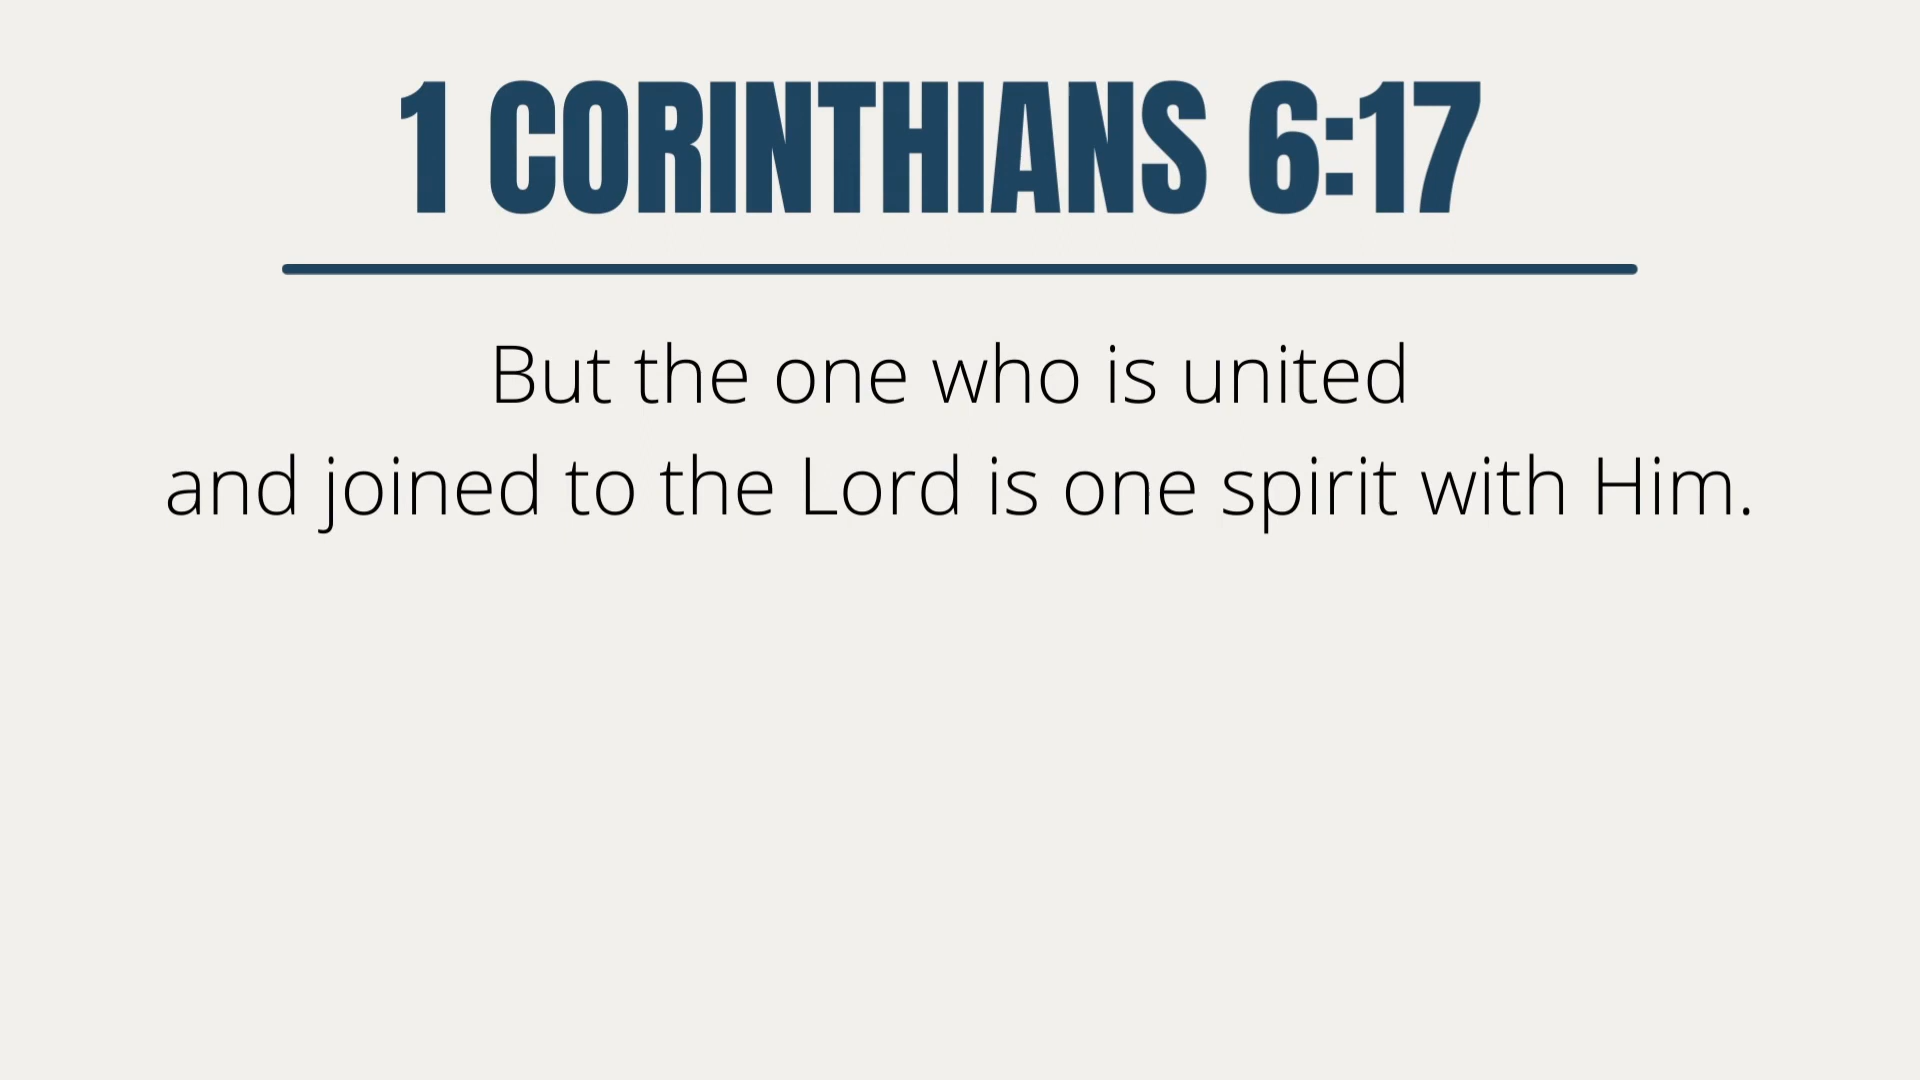 1 CORINTHIANS 6:17
But the one who is united
and joined to the Lord is one spirit with Him.